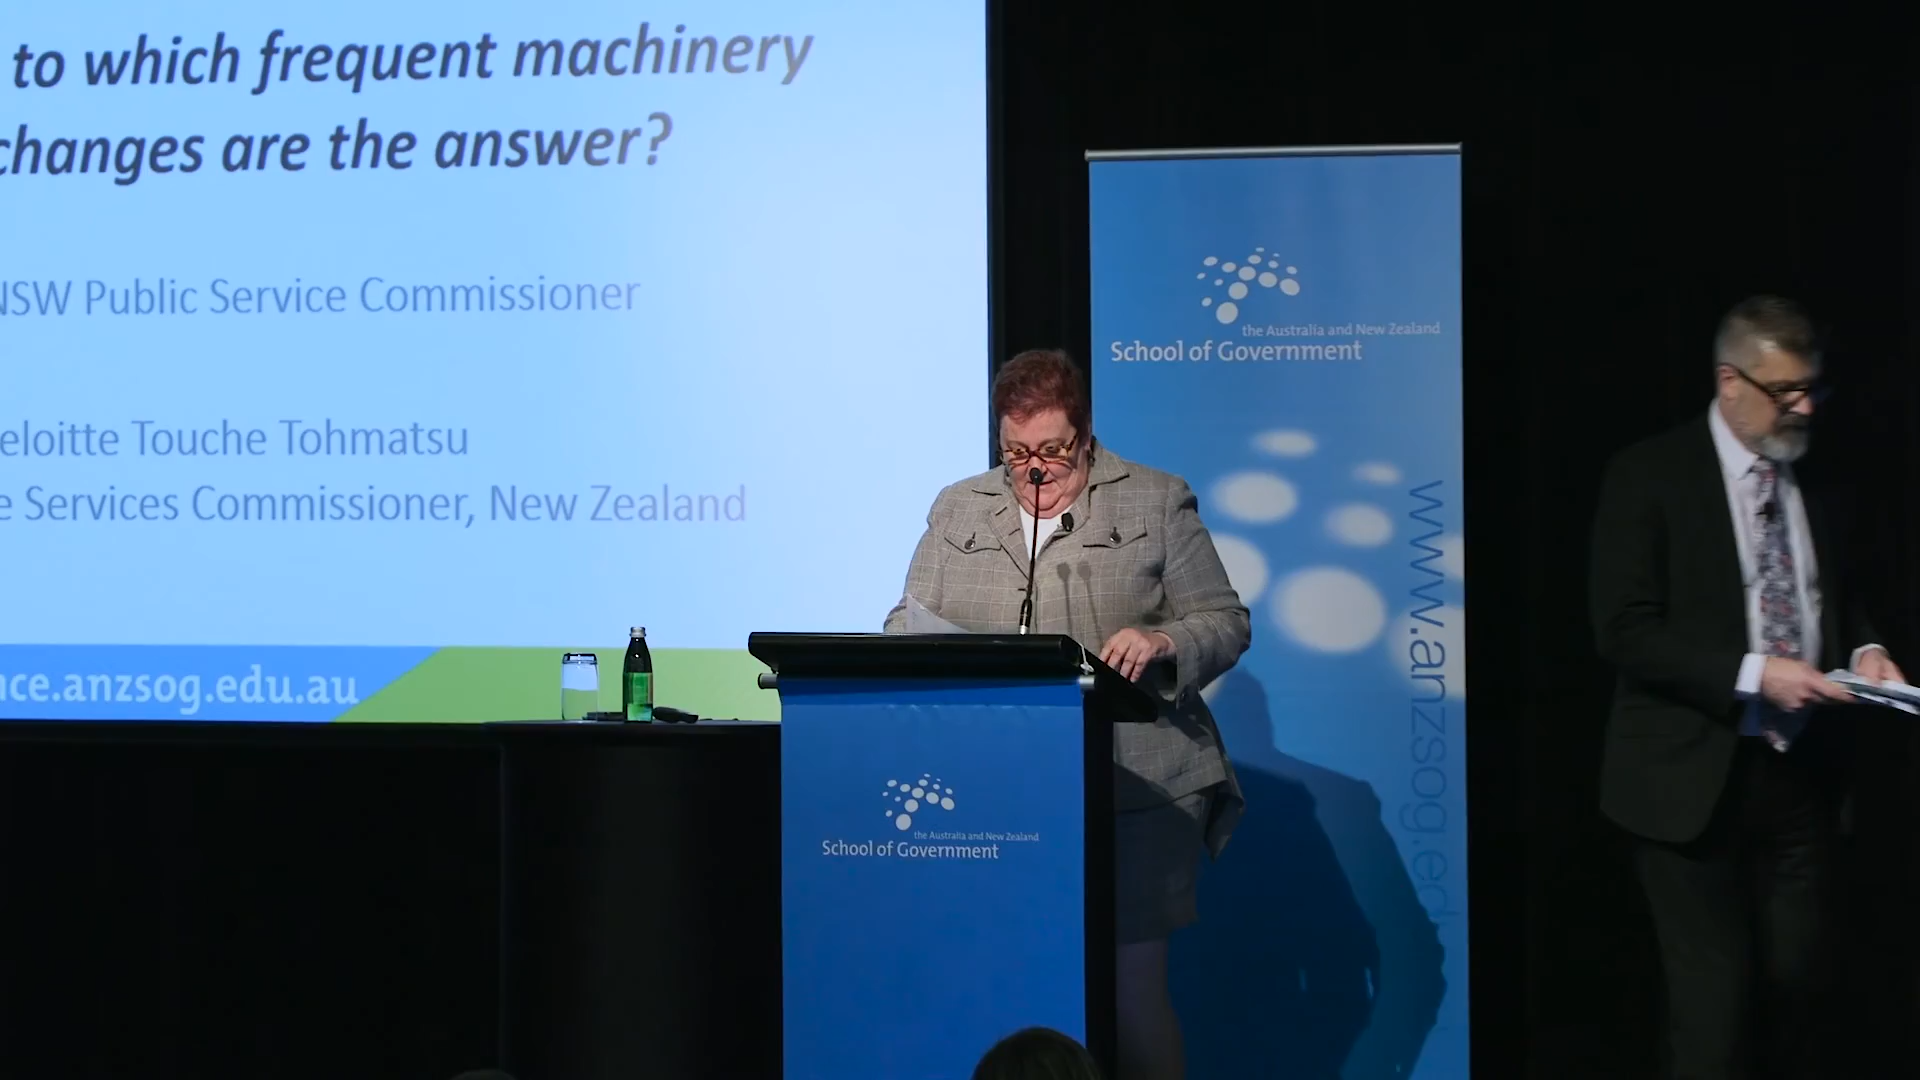 to which frequent machinery
changes are the answer?
NSW Public Service Commissioner
eloitte Touche Tohmatsu
e Services Commissioner, New Zealand
nce.anzsog.edu.au
the Australia and New Zealand
School of Government
www.anzsog.edu
the Australia and New Zealand
School of Government